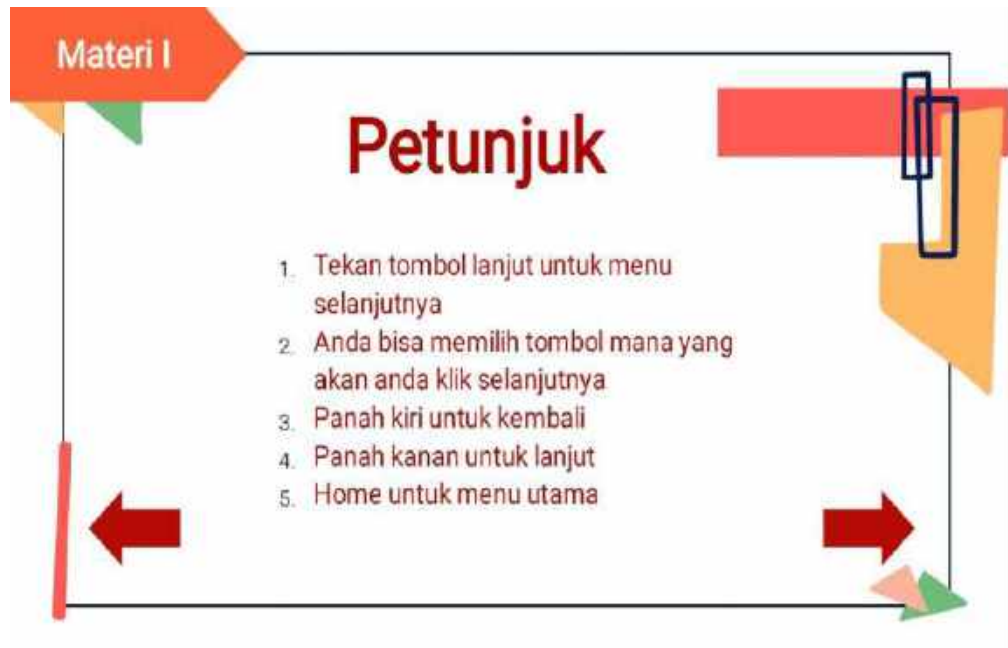 Materi I
Petunjuk
1. Tekan tombol lanjut untuk menu
selanjutnya
2. Anda bisa memilih tombol mana yang
akan anda klik selanjutnya
3. Panah kiri untuk kembali
4. Panah kanan untuk lanjut
5. Home untuk menu utama